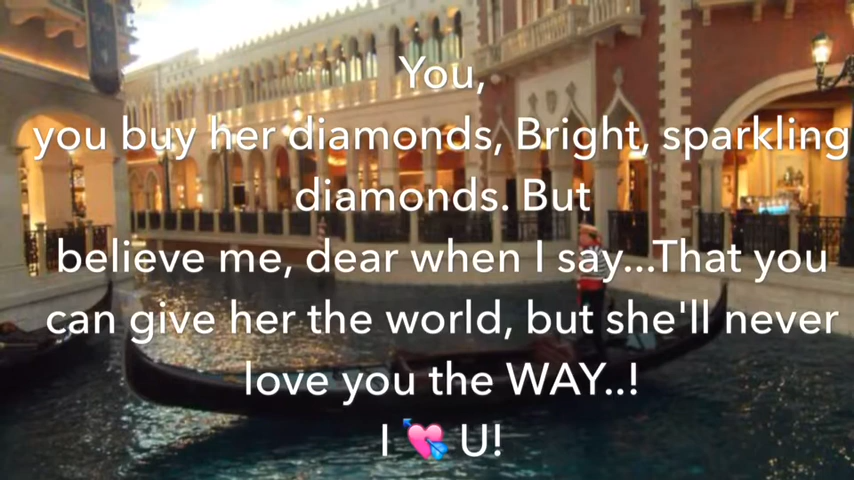 You,
you buy her diamonds, Bright, sparkling
diamonds. But
believe me, dear when I say...That you
can give her the world, but she'll never
love you the WAY..!
I 💘 U!